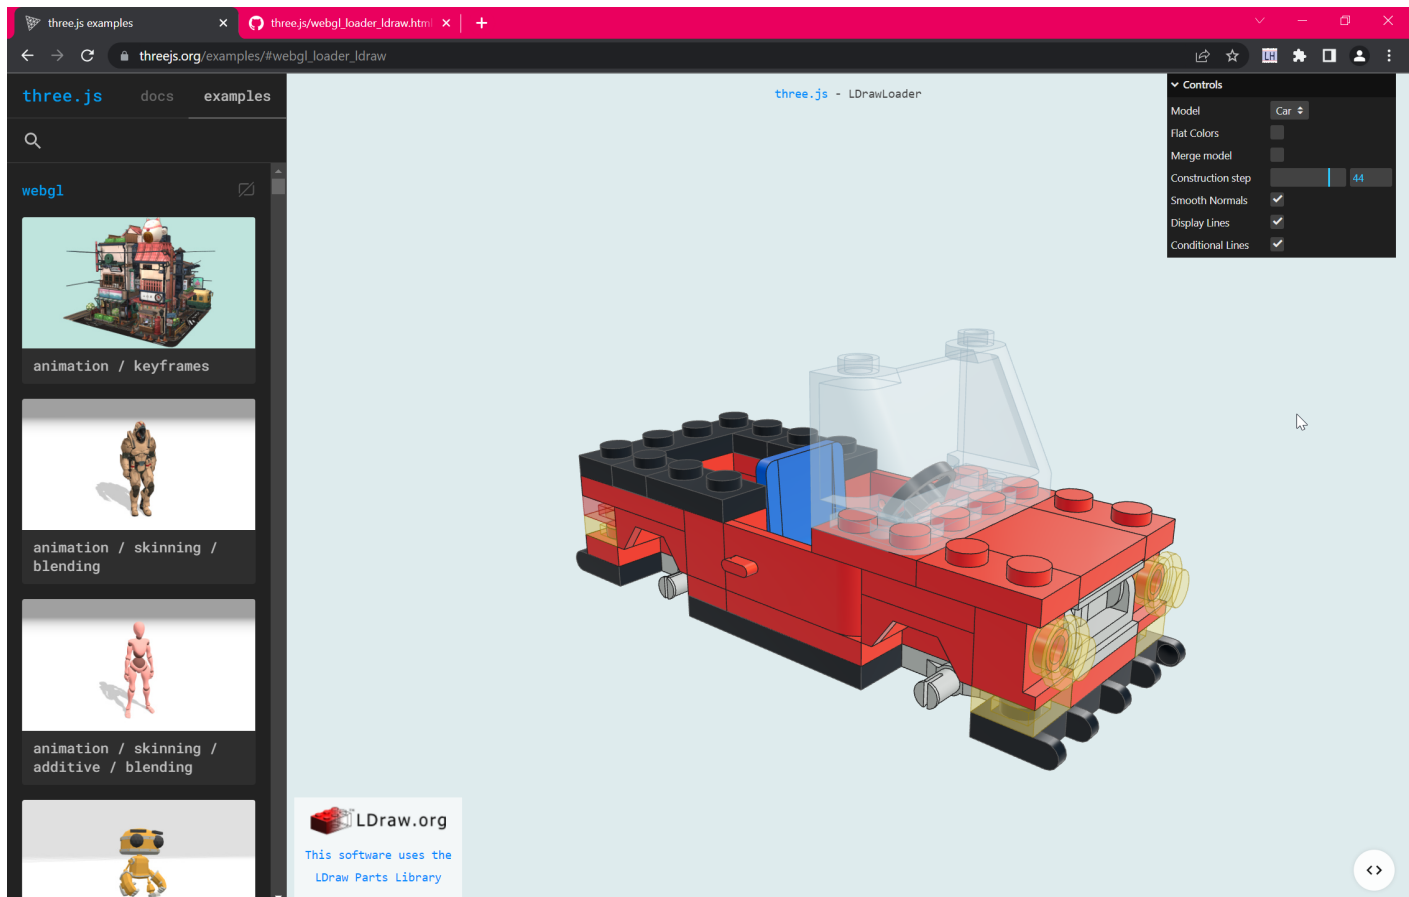 three.js examples
three.js/webgl_loader_ldraw.htm
threejs.org/examples/#webgl_loader_ldraw
LH
three.js
docs
examples
webgl
animation / keyframes
animation / skinning /
blending
animation / skinning /
additive / blending
three.js - LDrawLoader
Controls
Model
Car
Flat Colors
Merge model
Construction step
44
Smooth Normals
Display Lines
Conditional Lines
LDraw.org
This software uses the
LDraw Parts Library